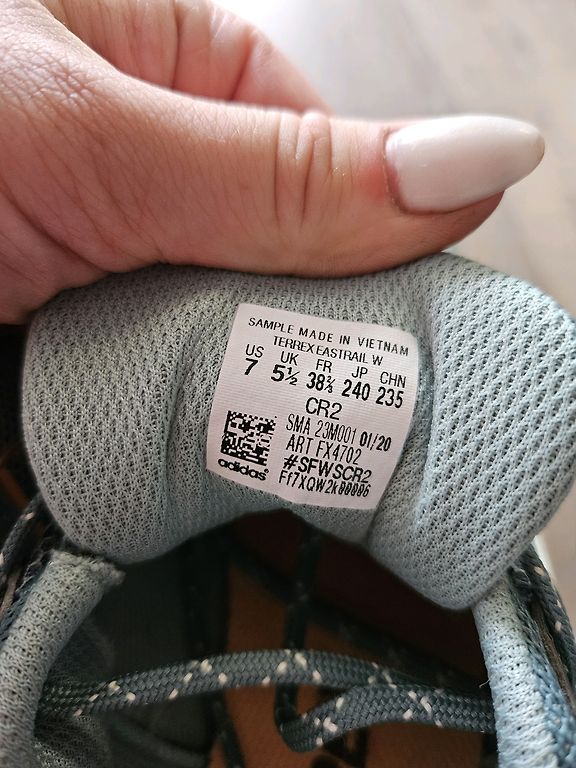 SAMPLE MADE IN VIETNAM
TERREX EASTRAIL W
US UK FR JP CHN
7 5½ 38⅔ 240 235
CR2
SMA 23M001 01/20
ART FX4702
#SFWSCR2
adidas